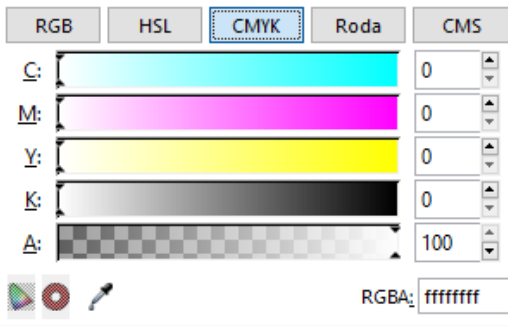 RGB HSL CMYK Roda CMS
C: 0
M: 0
Y: 0
K: 0
A: 100
RGBA: ffffffff